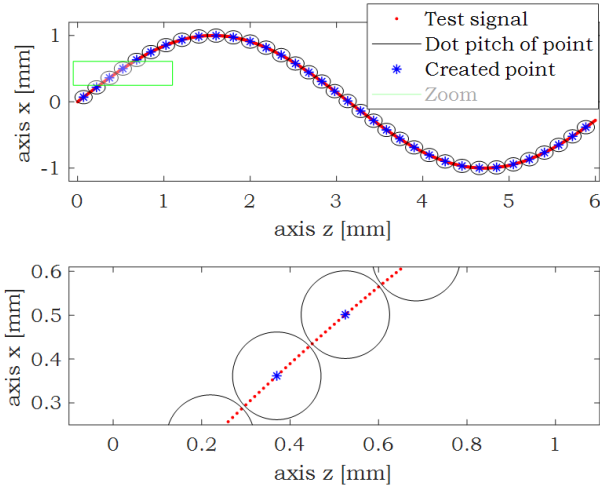 Test signal
Dot pitch of point
Created point
Zoom
axis x [mm]
1
0
-1
0 1 2 3 4 5 6
axis z [mm]
axis x [mm]
0.6
0.5
0.4
0.3
0 0.2 0.4 0.6 0.8 1
axis z [mm]